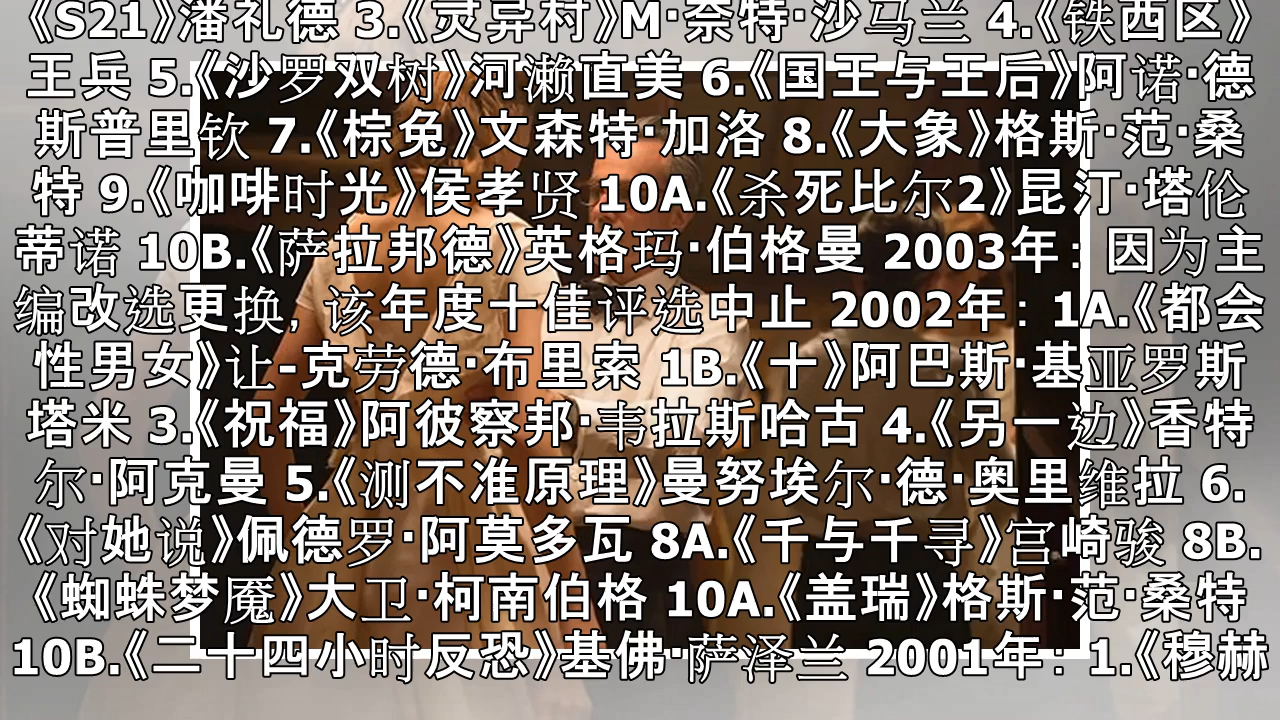 《S21》潘礼德 3.《灵异村》M·奈特·沙马兰 4.《铁西区》
王兵 5.《沙罗双树》河濑直美 6.《国王与王后》阿诺·德
斯普里钦 7.《棕兔》文森特·加洛 8.《大象》格斯·范·桑
特 9.《咖啡时光》侯孝贤 10A.《杀死比尔2》昆汀·塔伦
蒂诺 10B.《萨拉邦德》英格玛·伯格曼 2003年：因为主
编改选更换，该年度十佳评选中止 2002年：1A.《都会
性男女》让-克劳德·布里索 1B.《十》阿巴斯·基亚罗斯
塔米 3.《祝福》阿彼察邦·韦拉斯哈古 4.《另一边》香特
尔·阿克曼 5.《测不准原理》曼努埃尔·德·奥里维拉 6.
《对她说》佩德罗·阿莫多瓦 8A.《千与千寻》宫崎骏 8B.
《蜘蛛梦魇》大卫·柯南伯格 10A.《盖瑞》格斯·范·桑特
10B.《二十四小时反恐》基佛·萨泽兰 2001年：1.《穆赫